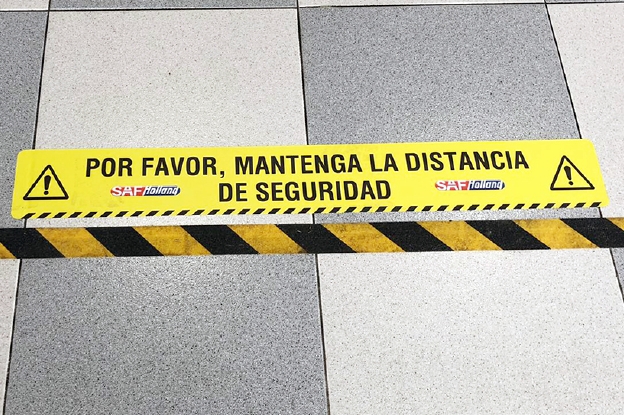 POR FAVOR, MANTENGA LA DISTANCIA
DE SEGURIDAD
SAF Holland
SAF Holland